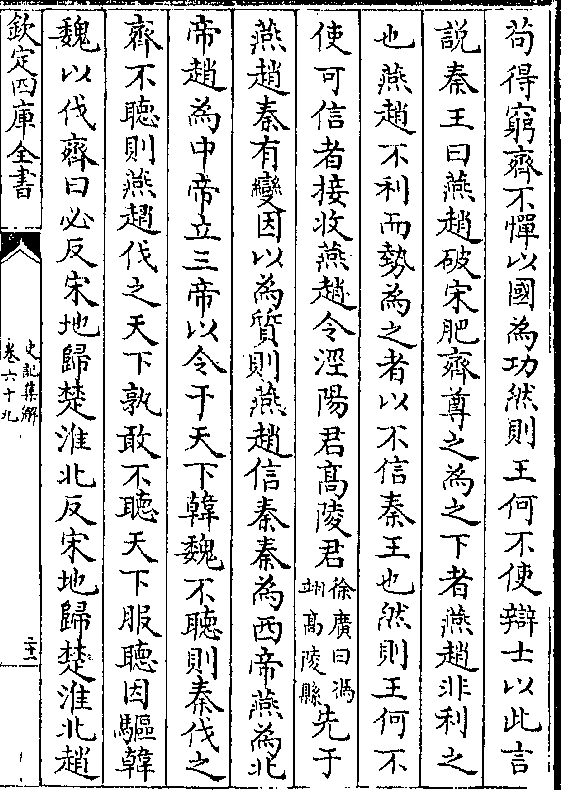 苟得窮齊不憚以國為功然則王何不使辯士以此言
說秦王曰燕趙破宋肥齊尊之為之下者燕趙非利之
也燕趙不利而勢為之者以不信秦王也然則王何不
使可信者接收燕趙令涇陽君髙陵君徐廣曰馮翊髙陵縣先于
燕趙秦有變因以為質則燕趙信秦秦為西帝燕為北
帝趙為中帝立三帝以令于天下韓魏不聽則秦伐之
齊不聽則燕趙伐之天下孰敢不聽天下服聽因驅韓
魏以伐齊曰必反宋地歸楚淮北反宋地歸楚淮北趙
欽定四庫全書
史記集解
卷六十九